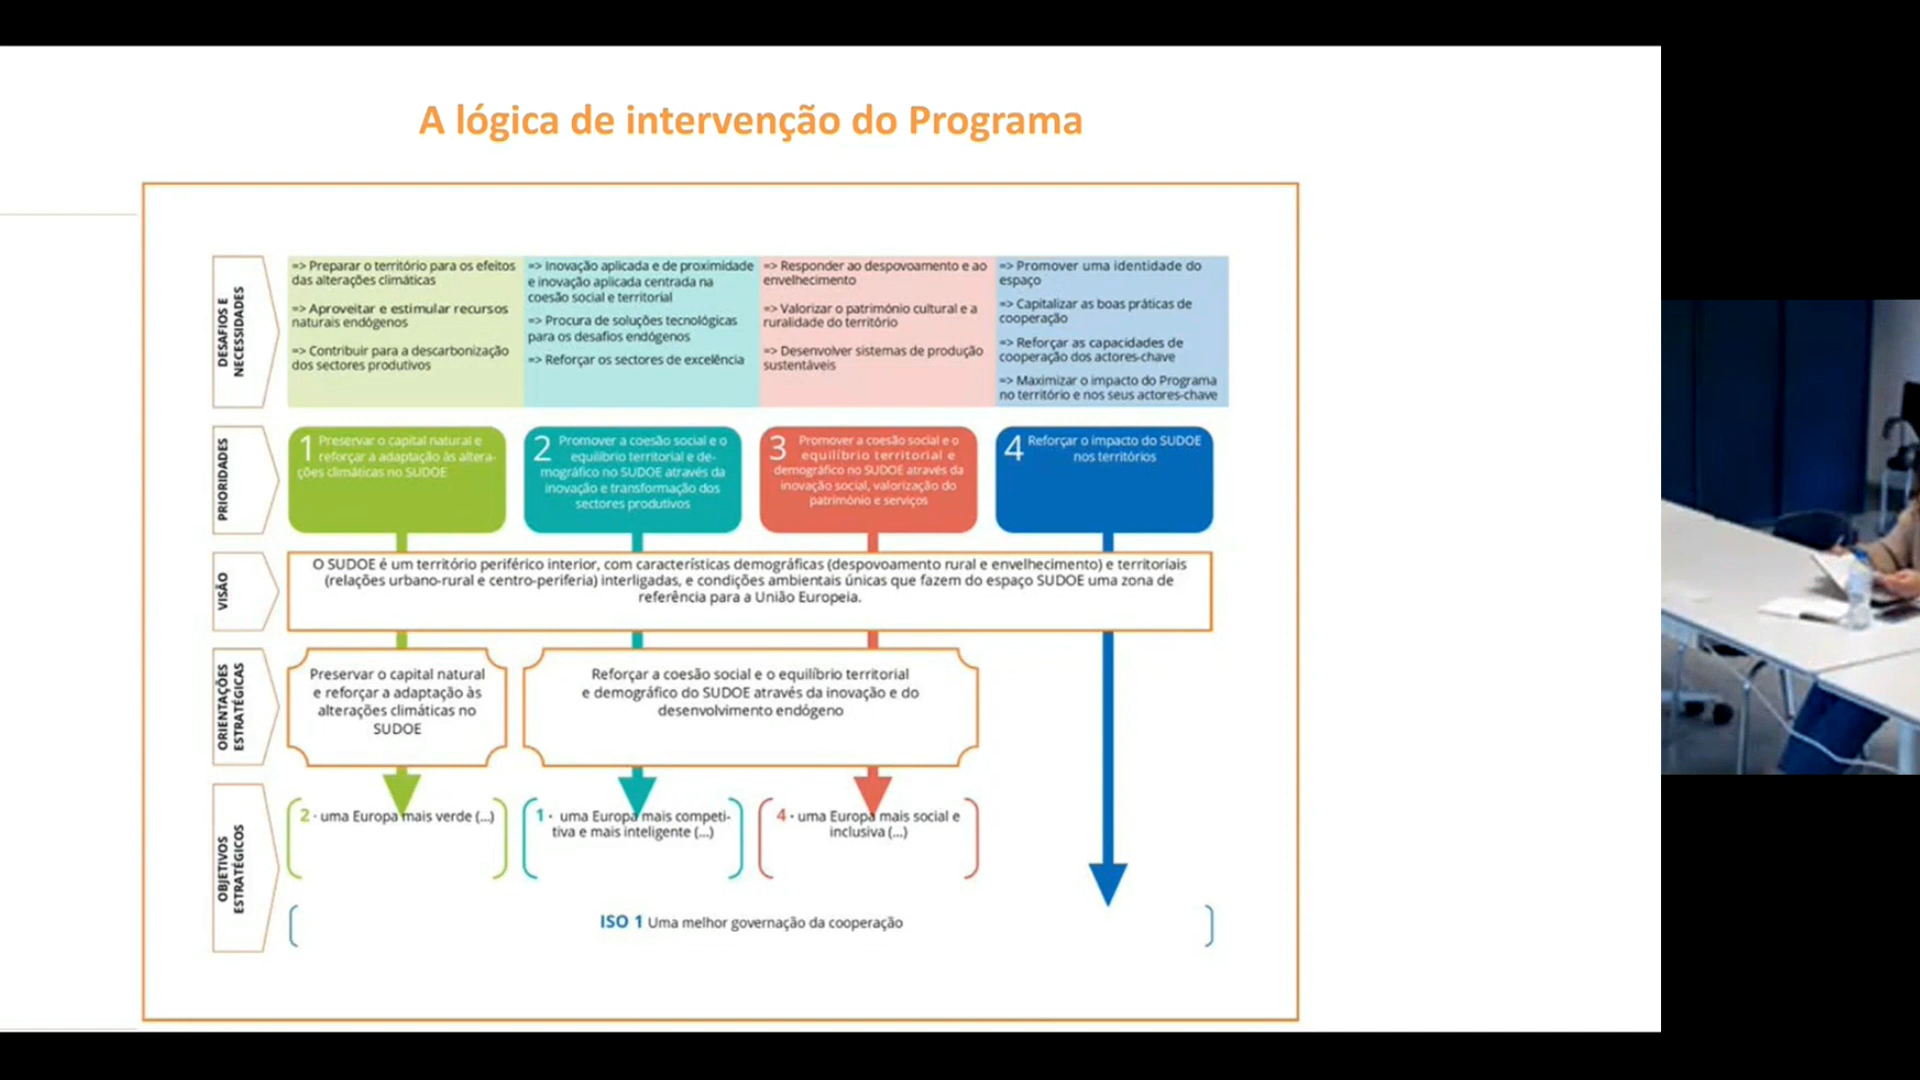 A lógica de intervenção do Programa
DESAFIOS E
NECESSIDADES
=> Preparar o território para os efeitos
das alterações climáticas
=> Aproveitar e estimular recursos
naturais endógenos
=> Contribuir para a descarbonização
dos sectores produtivos
=> Inovação aplicada e de proximidade
e inovação aplicada centrada na
coesão social e territorial
=> Procura de soluções tecnológicas
para os desafios endógenos
=> Reforçar os sectores de excelência
=> Responder ao despovoamento e ao
envelhecimento
=> Valorizar o património cultural e a
ruralidade do território
=> Desenvolver sistemas de produção
sustentáveis
=> Promover uma identidade do
espaço
=> Capitalizar as boas práticas de
cooperação
=> Reforçar as capacidades de
cooperação dos actores-chave
=> Maximizar o impacto do Programa
no território e nos seus actores-chave
PRIORIDADES
1 Preservar o capital natural e
reforçar a adaptação às altera-
ções climáticas no SUDOE
2 Promover a coesão social e o
equilíbrio territorial e de-
mográfico no SUDOE através da
inovação e transformação dos
sectores produtivos
3 Promover a coesão social e o
equilíbrio territorial e
demográfico no SUDOE através da
inovação social, valorização do
património e serviços
4 Reforçar o impacto do SUDOE
nos territórios
VISÃO
O SUDOE é um território periférico interior, com características demográficas (despovoamento rural e envelhecimento) e territoriais
(relações urbano-rural e centro-periferia) interligadas, e condições ambientais únicas que fazem do espaço SUDOE uma zona de
referência para a União Europeia.
ORIENTAÇÕES
ESTRATÉGICAS
Preservar o capital natural
e reforçar a adaptação às
alterações climáticas no
SUDOE
Reforçar a coesão social e o equilíbrio territorial
e demográfico do SUDOE através da inovação e do
desenvolvimento endógeno
OBJETIVOS
ESTRATÉGICOS
2 - uma Europa mais verde (...)
1 - uma Europa mais competi-
tiva e mais inteligente (...)
4 - uma Europa mais social e
inclusiva (...)
ISO 1 Uma melhor governação da cooperação